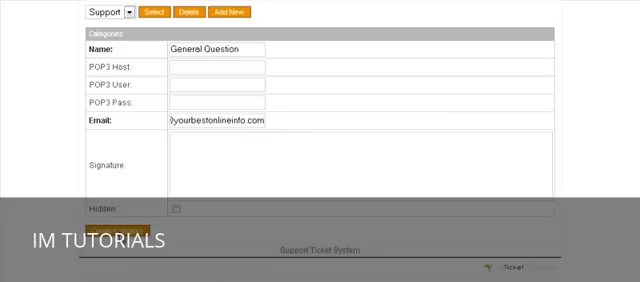 Support Select Delete Add New
Categories
Name: General Question
POP3 Host:
POP3 User:
POP3 Pass:
Email: @yourbestonlineinfo.com
Signature:
Hidden:
IM TUTORIALS
Support Ticket System
Ticket